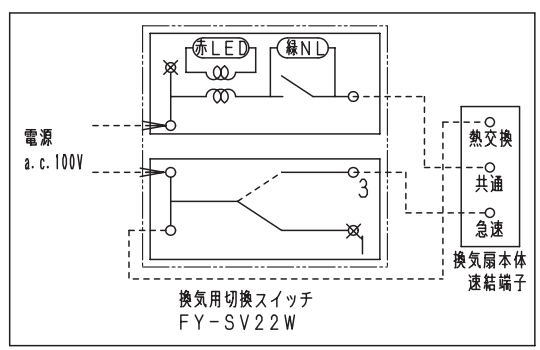 赤LED
緑NL
電源
a.c.100V
3
1
熱交換
共通
急速
換気扇本体
速結端子
換気用切換スイッチ
FY-SV22W